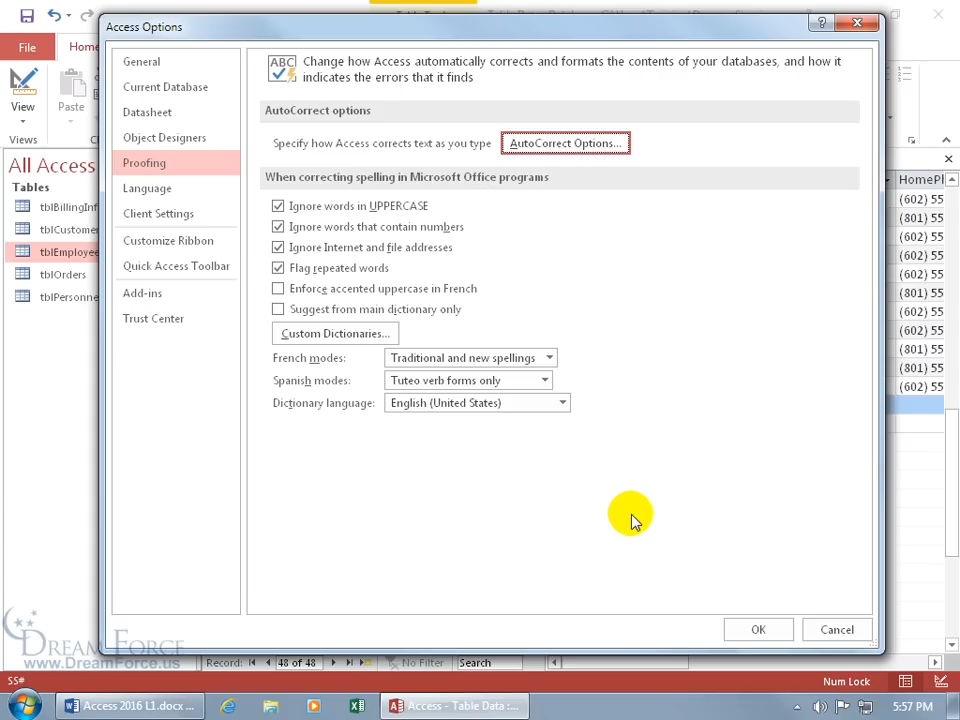 Access Options
File
Home
View
Paste
Views
General
Current Database
Datasheet
Object Designers
Proofing
Language
Client Settings
Customize Ribbon
Quick Access Toolbar
Add-ins
Trust Center
ABC
Change how Access automatically corrects and formats the contents of your databases, and how it
indicates the errors that it finds
AutoCorrect options
Specify how Access corrects text as you type
AutoCorrect Options...
When correcting spelling in Microsoft Office programs
Ignore words in UPPERCASE
Ignore words that contain numbers
Ignore Internet and file addresses
Flag repeated words
Enforce accented uppercase in French
Suggest from main dictionary only
Custom Dictionaries...
French modes: Traditional and new spellings
Spanish modes: Tuteo verb forms only
Dictionary language: English (United States)
OK
Cancel
All Access
Tables
tblBillingInf
tblCustome
tblEmployee
tblOrders
tblPersonne
HomePh
(602) 55
(801) 55
(602) 55
(602) 55
(602) 55
(801) 55
(602) 55
(602) 55
(801) 55
(801) 55
(602) 55
DREAM FORCE
www.DreamForce.us
Record: 48 of 48 No Filter Search
SS#
Num Lock
Access 2016 L1.docx ...
Access - Table Data : ...
5:57 PM